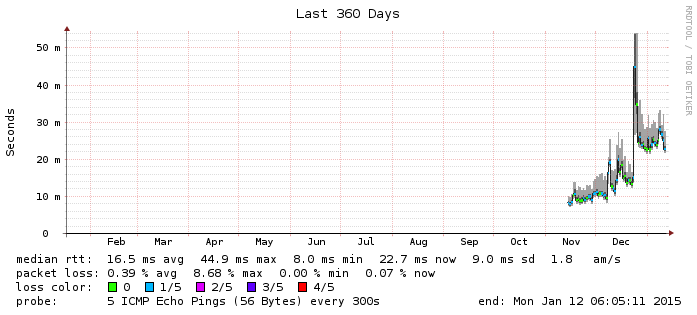 Last 360 Days
RRDTOOL / TOBI OETIKER
Seconds
50 m
40 m
30 m
20 m
10 m
0
Feb Mar Apr May Jun Jul Aug Sep Oct Nov Dec
median rtt: 16.5 ms avg 44.9 ms max 8.0 ms min 22.7 ms now 9.0 ms sd 1.8 am/s
packet loss: 0.39 % avg 8.68 % max 0.00 % min 0.07 % now
loss color: 0 1/5 2/5 3/5 4/5
probe: 5 ICMP Echo Pings (56 Bytes) every 300s end: Mon Jan 12 06:05:11 2015